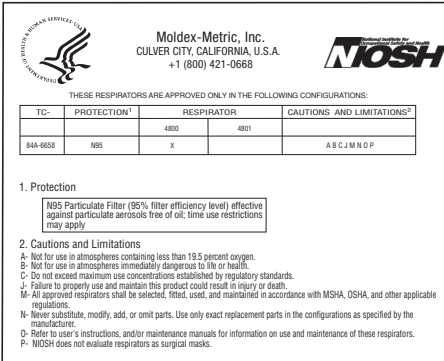 DEPARTMENT OF HEALTH & HUMAN SERVICES · USA
Moldex-Metric, Inc.
CULVER CITY, CALIFORNIA, U.S.A.
+1 (800) 421-0668
National Institute for
Occupational Safety and Health
NIOSH
THESE RESPIRATORS ARE APPROVED ONLY IN THE FOLLOWING CONFIGURATIONS:
TC- PROTECTION1 RESPIRATOR CAUTIONS AND LIMITATIONS2
4800 4801
84A-6658 N95 X A B C J M N O P
1. Protection
N95 Particulate Filter (95% filter efficiency level) effective
against particulate aerosols free of oil; time use restrictions
may apply
2. Cautions and Limitations
A- Not for use in atmospheres containing less than 19.5 percent oxygen.
B- Not for use in atmospheres immediately dangerous to life or health.
C- Do not exceed maximum use concentrations established by regulatory standards.
J- Failure to properly use and maintain this product could result in injury or death.
M- All approved respirators shall be selected, fitted, used, and maintained in accordance with MSHA, OSHA, and other applicable
regulations.
N- Never substitute, modify, add, or omit parts. Use only exact replacement parts in the configurations as specified by the
manufacturer.
O- Refer to user's instructions, and/or maintenance manuals for information on use and maintenance of these respirators.
P- NIOSH does not evaluate respirators as surgical masks.